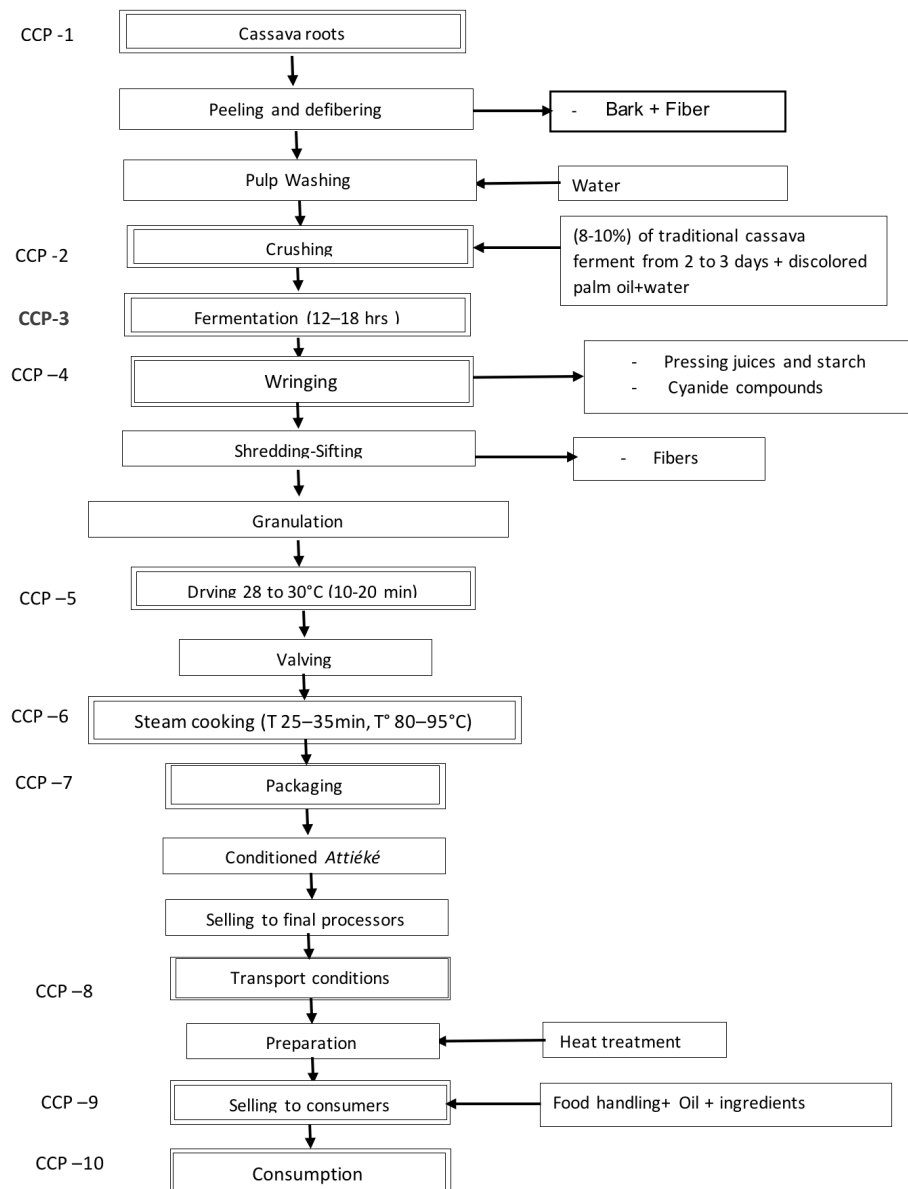 CCP -1
Cassava roots
Peeling and defibering
- Bark + Fiber
Pulp Washing
Water
CCP -2
Crushing
(8-10%) of traditional cassava
ferment from 2 to 3 days + discolored
palm oil+water
CCP-3
Fermentation (12–18 hrs )
CCP –4
Wringing
- Pressing juices and starch
- Cyanide compounds
Shredding-Sifting
- Fibers
Granulation
CCP –5
Drying 28 to 30°C (10-20 min)
Valving
CCP –6
Steam cooking (T 25–35min, T° 80–95°C)
CCP –7
Packaging
Conditioned Attiéké
Selling to final processors
Transport conditions
CCP –8
Preparation
Heat treatment
CCP –9
Selling to consumers
Food handling+ Oil + ingredients
CCP –10
Consumption